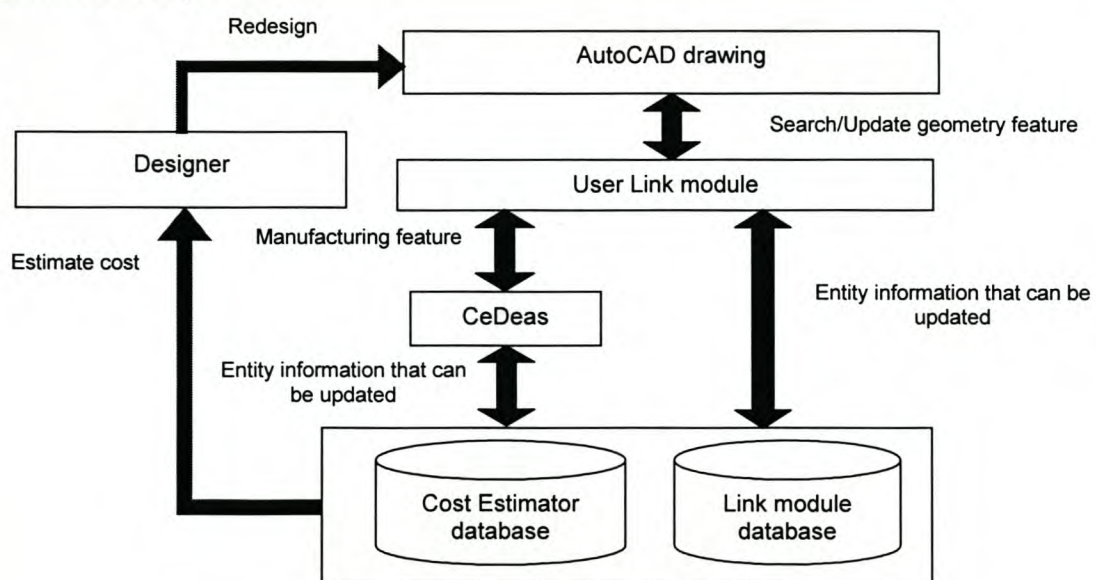 Redesign
AutoCAD drawing
Search/Update geometry feature
Designer
User Link module
Manufacturing feature
Estimate cost
Entity information that can be
updated
CeDeas
Entity information that can
be updated
Cost Estimator
database
Link module
database